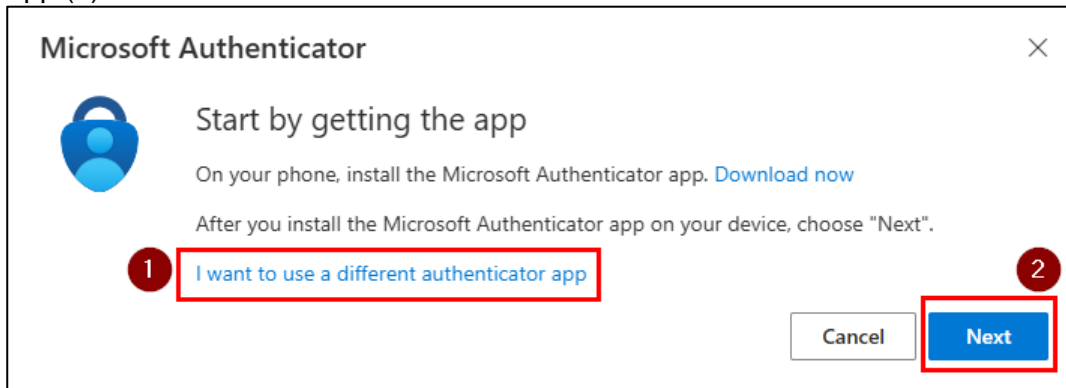 Microsoft Authenticator
Start by getting the app
On your phone, install the Microsoft Authenticator app. Download now
After you install the Microsoft Authenticator app on your device, choose "Next".
1 I want to use a different authenticator app 2
Cancel Next